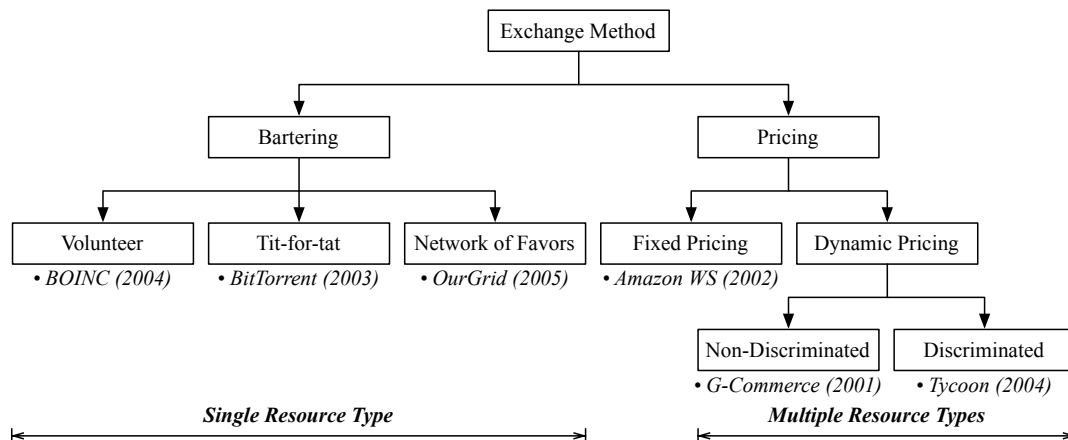 Exchange Method
Bartering
Pricing
Volunteer
Tit-for-tat
Network of Favors
Fixed Pricing
Dynamic Pricing
• BOINC (2004)
• BitTorrent (2003)
• OurGrid (2005)
• Amazon WS (2002)
Non-Discriminated
Discriminated
• G-Commerce (2001)
• Tycoon (2004)
Single Resource Type
Multiple Resource Types